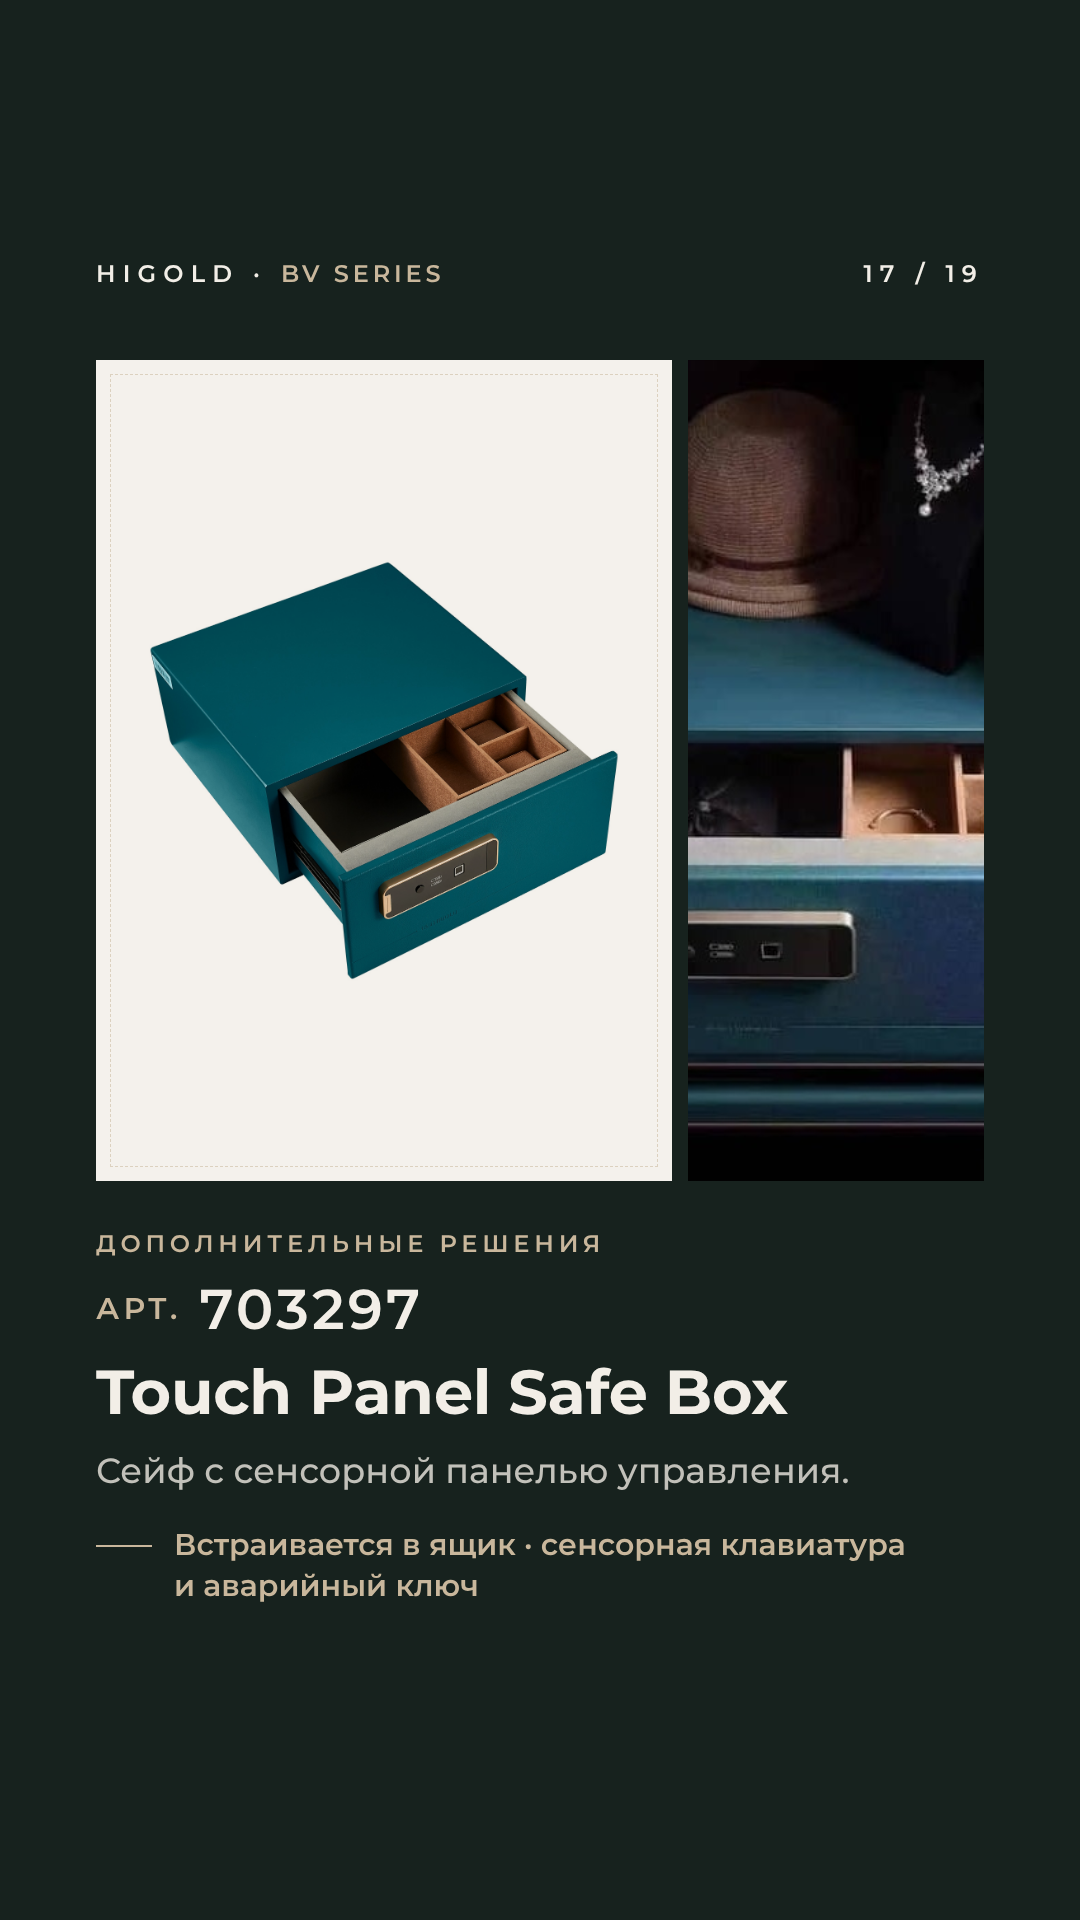 HIGOLD · BV SERIES
17 / 19
ДОПОЛНИТЕЛЬНЫЕ РЕШЕНИЯ
АРТ. 703297
Touch Panel Safe Box
Сейф с сенсорной панелью управления.
Встраивается в ящик · сенсорная клавиатура
и аварийный ключ